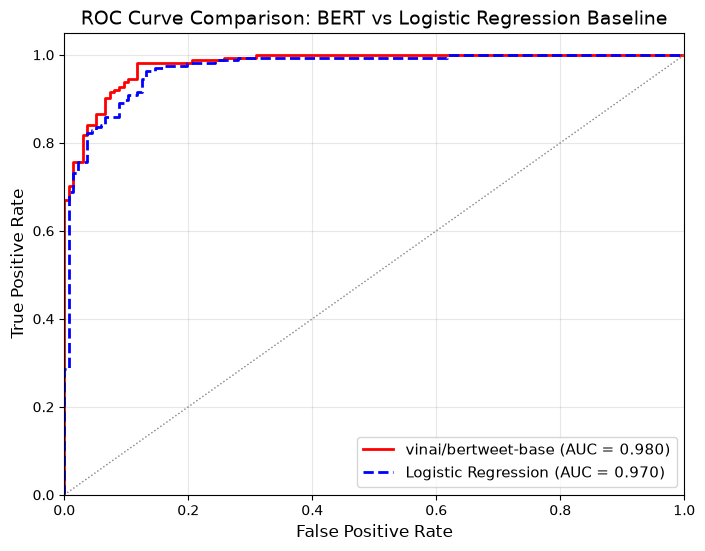 ROC Curve Comparison: BERT vs Logistic Regression Baseline
True Positive Rate
1.0
0.8
0.6
0.4
0.2
0.0
0.0 0.2 0.4 0.6 0.8 1.0
False Positive Rate
vinai/bertweet-base (AUC = 0.980)
Logistic Regression (AUC = 0.970)